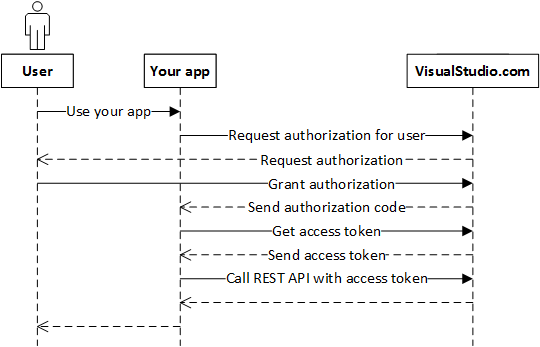 User
Your app
VisualStudio.com
Use your app
Request authorization for user
Request authorization
Grant authorization
Send authorization code
Get access token
Send access token
Call REST API with access token